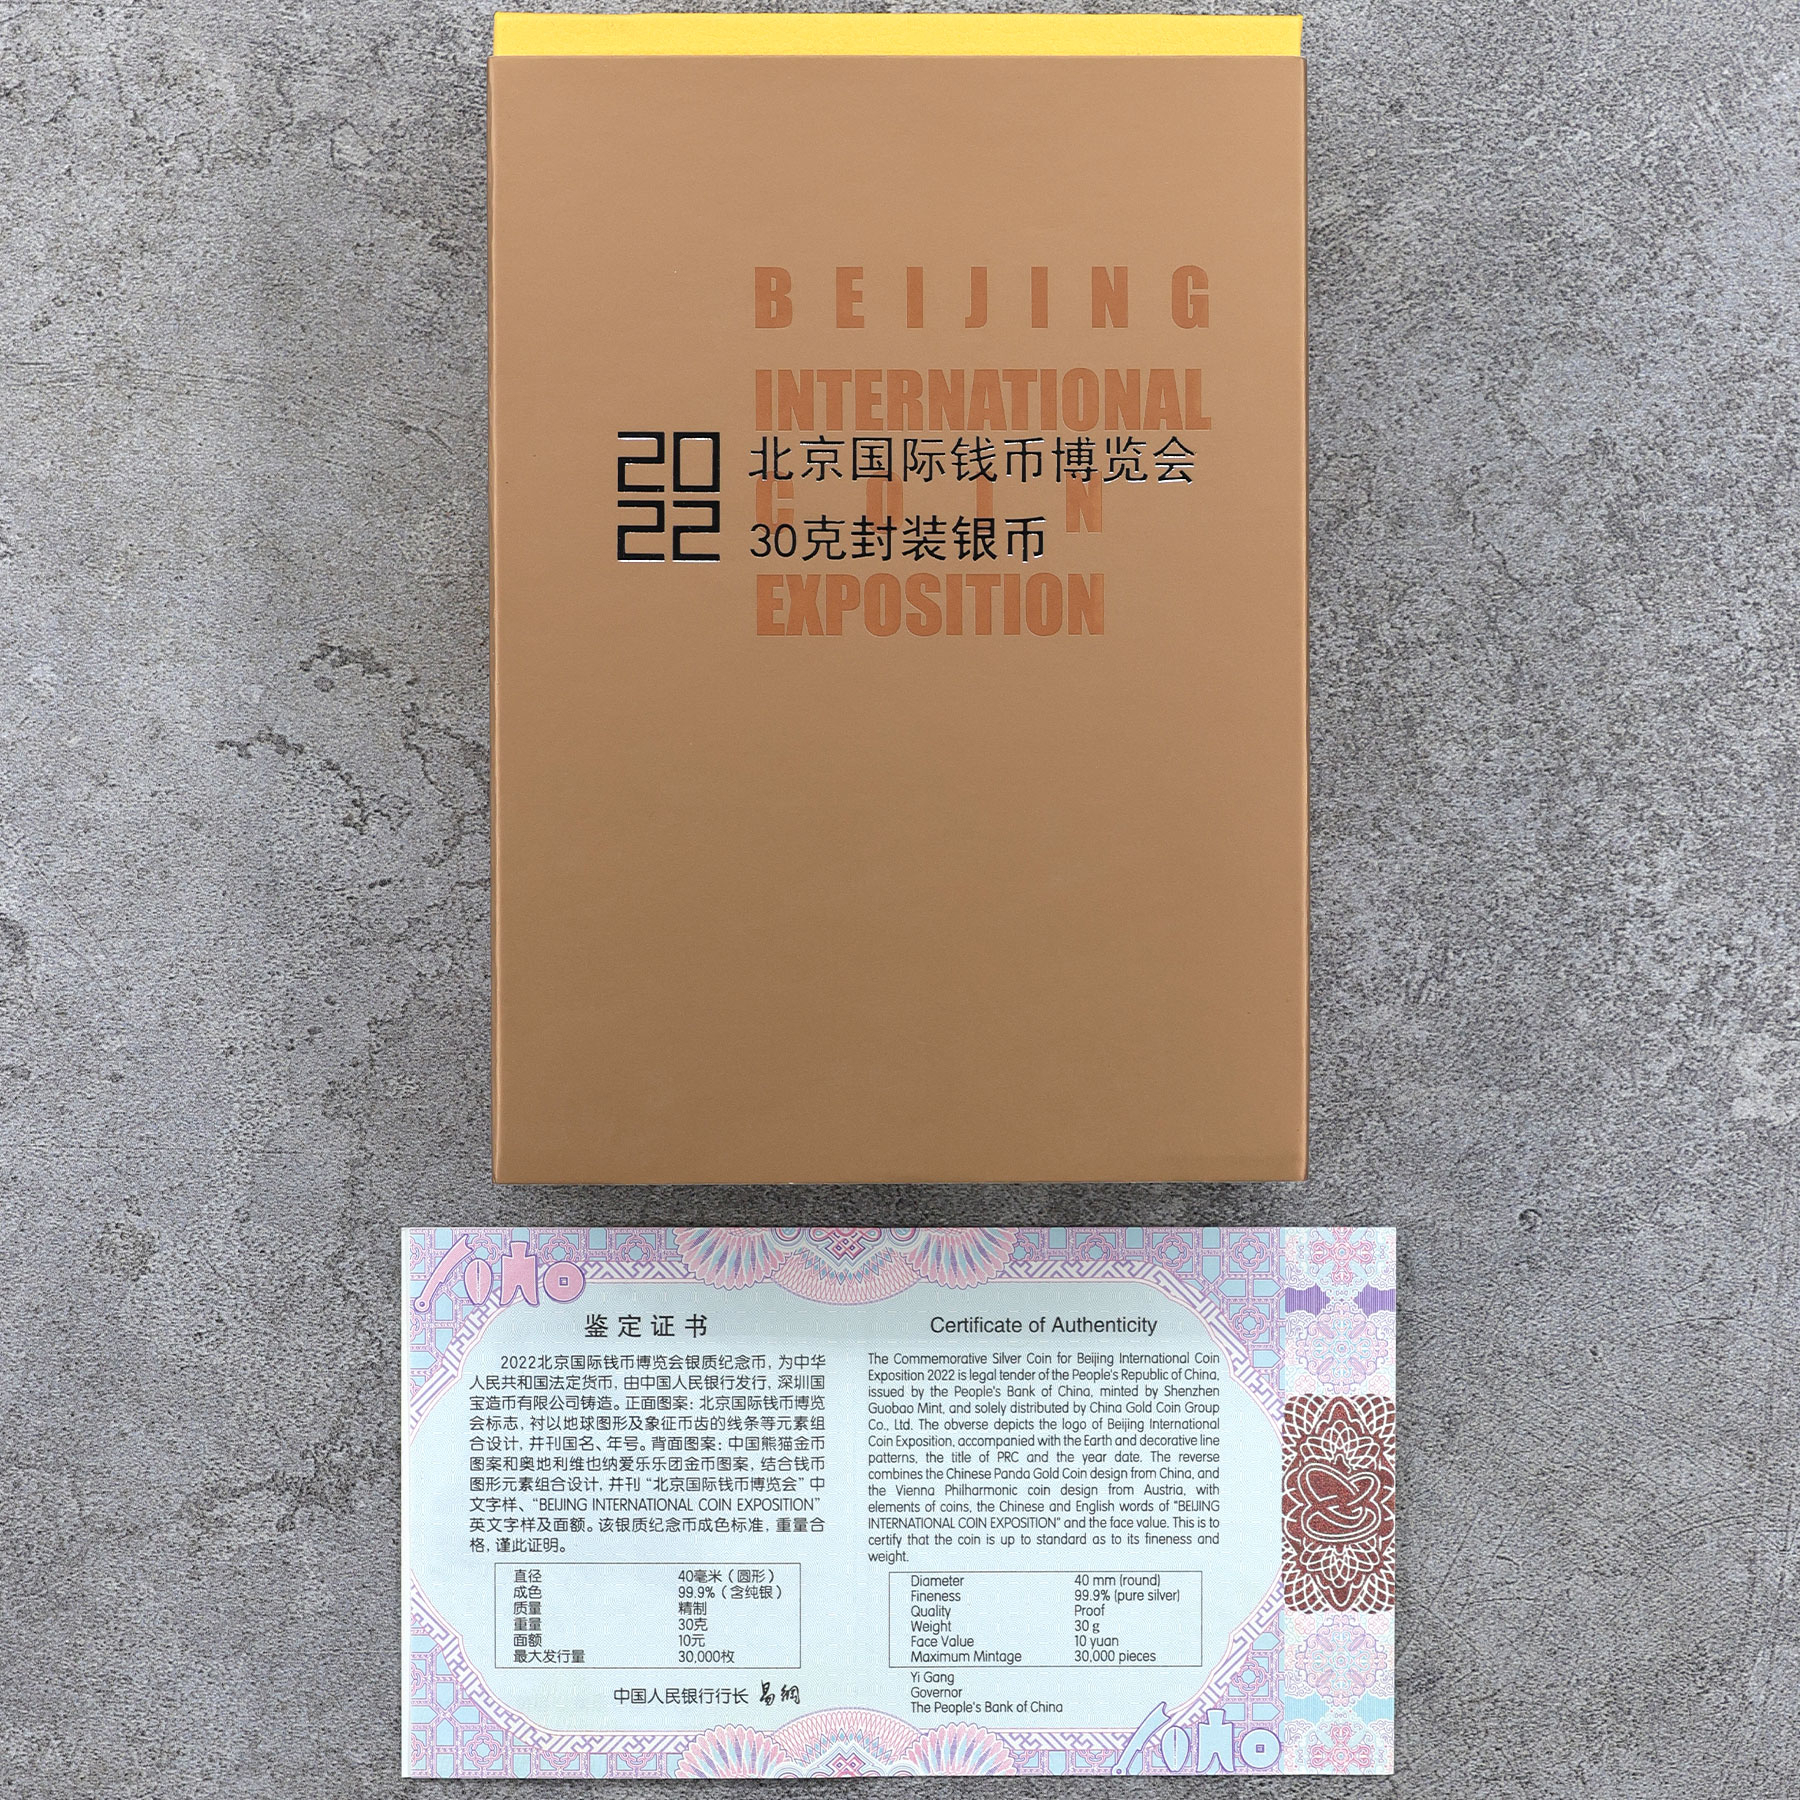 BEIJING
INTERNATIONAL
COIN
EXPOSITION
2022
北京国际钱币博览会
30克封装银币
鉴定证书
2022北京国际钱币博览会银质纪念币，为中华
人民共和国法定货币，由中国人民银行发行，深圳国
宝造币有限公司铸造。正面图案：北京国际钱币博览
会标志，衬以地球图形及象征币齿的线条等元素组
合设计，并刊国名、年号。背面图案：中国熊猫金币
图案和奥地利维也纳爱乐乐团金币图案，结合钱币
图形元素组合设计，并刊“北京国际钱币博览会”中
文字样、“BEIJING INTERNATIONAL COIN EXPOSITION”
英文字样及面额。该银质纪念币成色标准，重量合
格，谨此证明。
直径 40毫米（圆形）
成色 99.9%（含纯银）
质量 精制
重量 30克
面额 10元
最大发行量 30,000枚
中国人民银行行长 易纲
Certificate of Authenticity
The Commemorative Silver Coin for Beijing International Coin
Exposition 2022 is legal tender of the People's Republic of China,
issued by the People's Bank of China, minted by Shenzhen
Guobao Mint, and solely distributed by China Gold Coin Group
Co., Ltd. The obverse depicts the logo of Beijing International
Coin Exposition, accompanied with the Earth and decorative line
patterns, the title of PRC and the year date. The reverse
combines the Chinese Panda Gold Coin design from China, and
the Vienna Philharmonic coin design from Austria, with
elements of coins, the Chinese and English words of "BEIJING
INTERNATIONAL COIN EXPOSITION" and the face value. This is to
certify that the coin is up to standard as to its fineness and
weight.
Diameter 40 mm (round)
Fineness 99.9% (pure silver)
Quality Proof
Weight 30 g
Face Value 10 yuan
Maximum Mintage 30,000 pieces
Yi Gang
Governor
The People's Bank of China